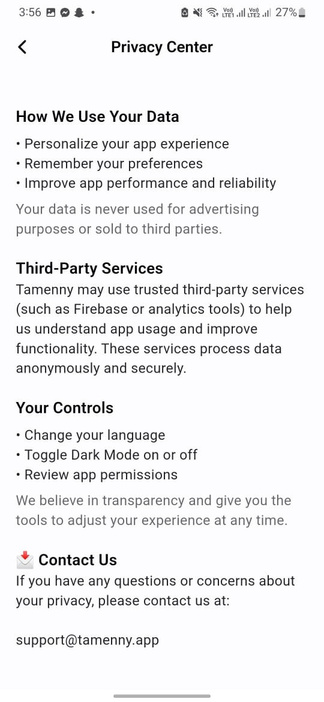 3:56
Vo)) LTE1 Vo)) LTE2 27%
Privacy Center
How We Use Your Data
• Personalize your app experience
• Remember your preferences
• Improve app performance and reliability
Your data is never used for advertising
purposes or sold to third parties.
Third-Party Services
Tamenny may use trusted third-party services
(such as Firebase or analytics tools) to help
us understand app usage and improve
functionality. These services process data
anonymously and securely.
Your Controls
• Change your language
• Toggle Dark Mode on or off
• Review app permissions
We believe in transparency and give you the
tools to adjust your experience at any time.
Contact Us
If you have any questions or concerns about
your privacy, please contact us at:
support@tamenny.app